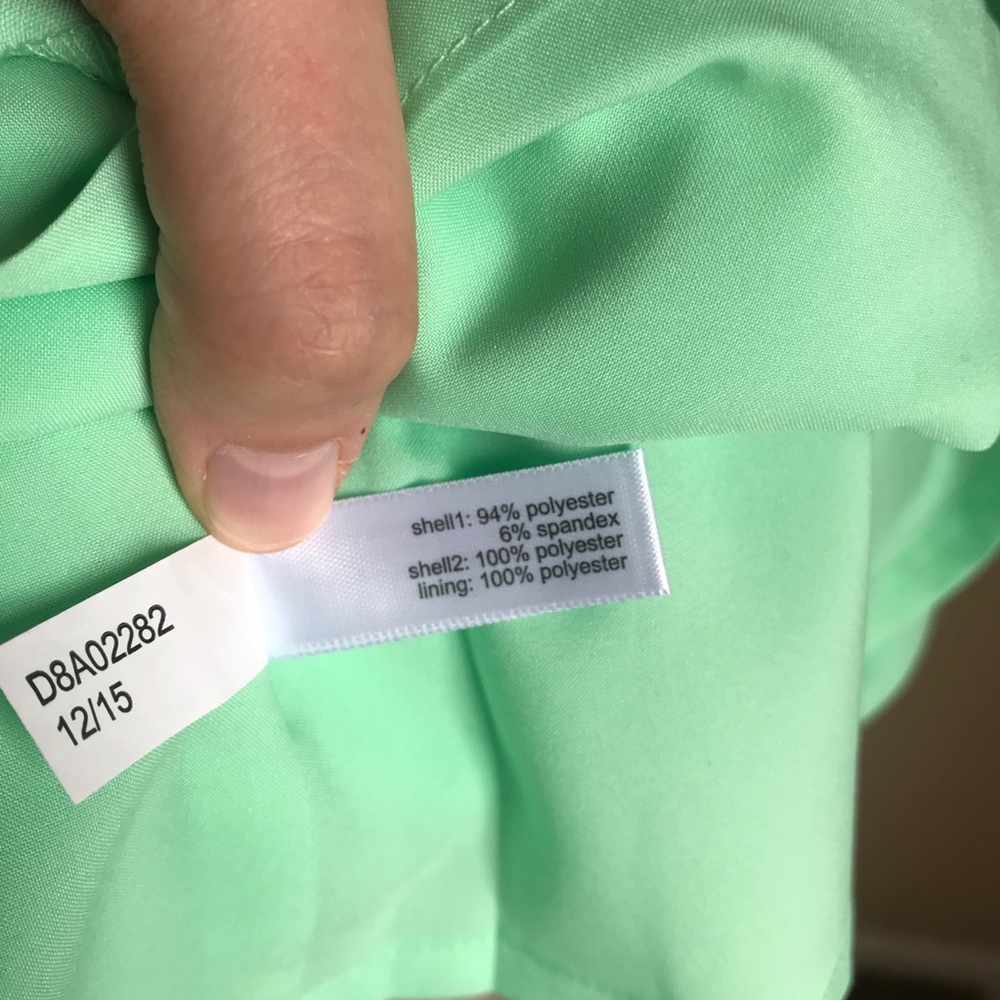 shell1: 94% polyester
6% spandex
shell2: 100% polyester
lining: 100% polyester
D8A02282
12/15